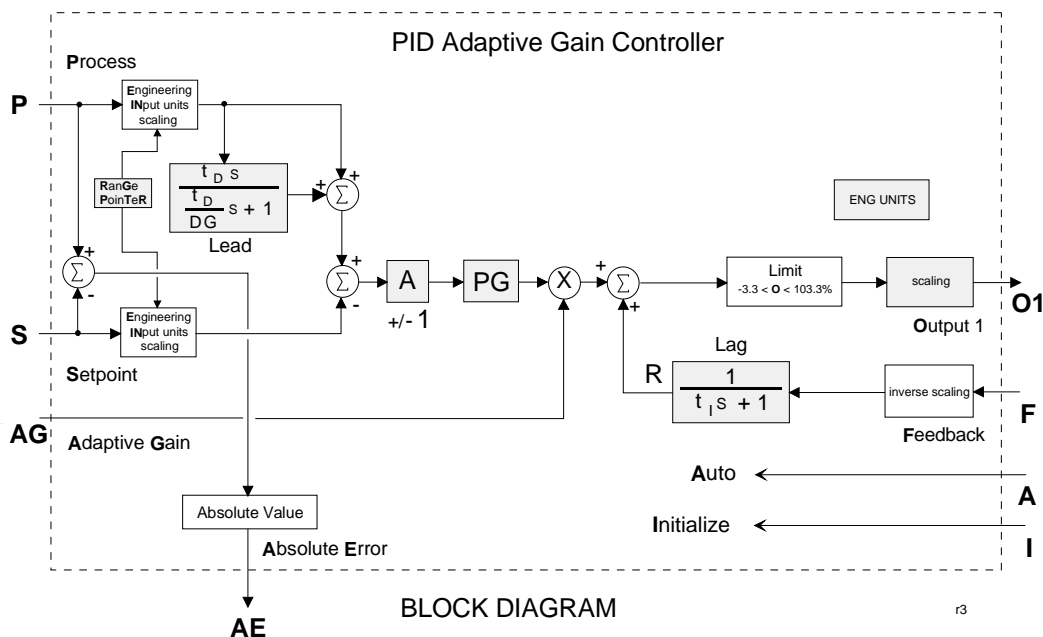 PID Adaptive Gain Controller
Process
P
Engineering
INput units
scaling
RanGe
PoinTeR
t D S
t D
DG
S + 1
Lead
+
+
Σ
ENG UNITS
+
Σ
-
+
Σ
-
A
+/- 1
PG
X
+
Σ
+
Limit
-3.3 < O < 103.3%
scaling
O1
Output 1
S
Engineering
INput units
scaling
Setpoint
Lag
R
1
t I S + 1
inverse scaling
F
Feedback
AG
Adaptive Gain
Auto
A
Absolute Value
Initialize
I
Absolute Error
AE
BLOCK DIAGRAM
r3